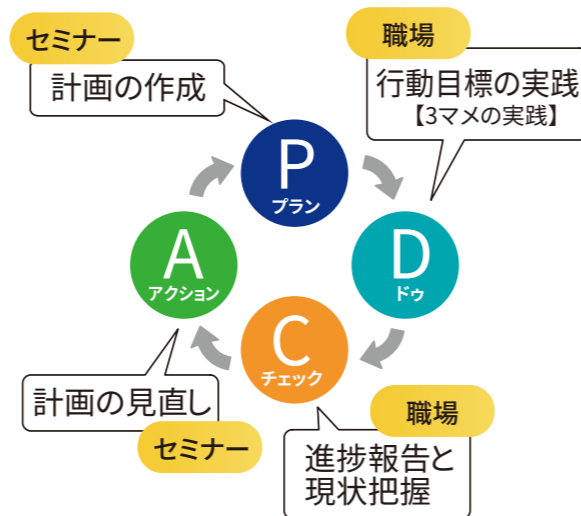 セミナー
計画の作成
職場
行動目標の実践
【3マメの実践】
P
プラン
D
ドゥ
C
チェック
A
アクション
計画の見直し
セミナー
職場
進捗報告と
現状把握